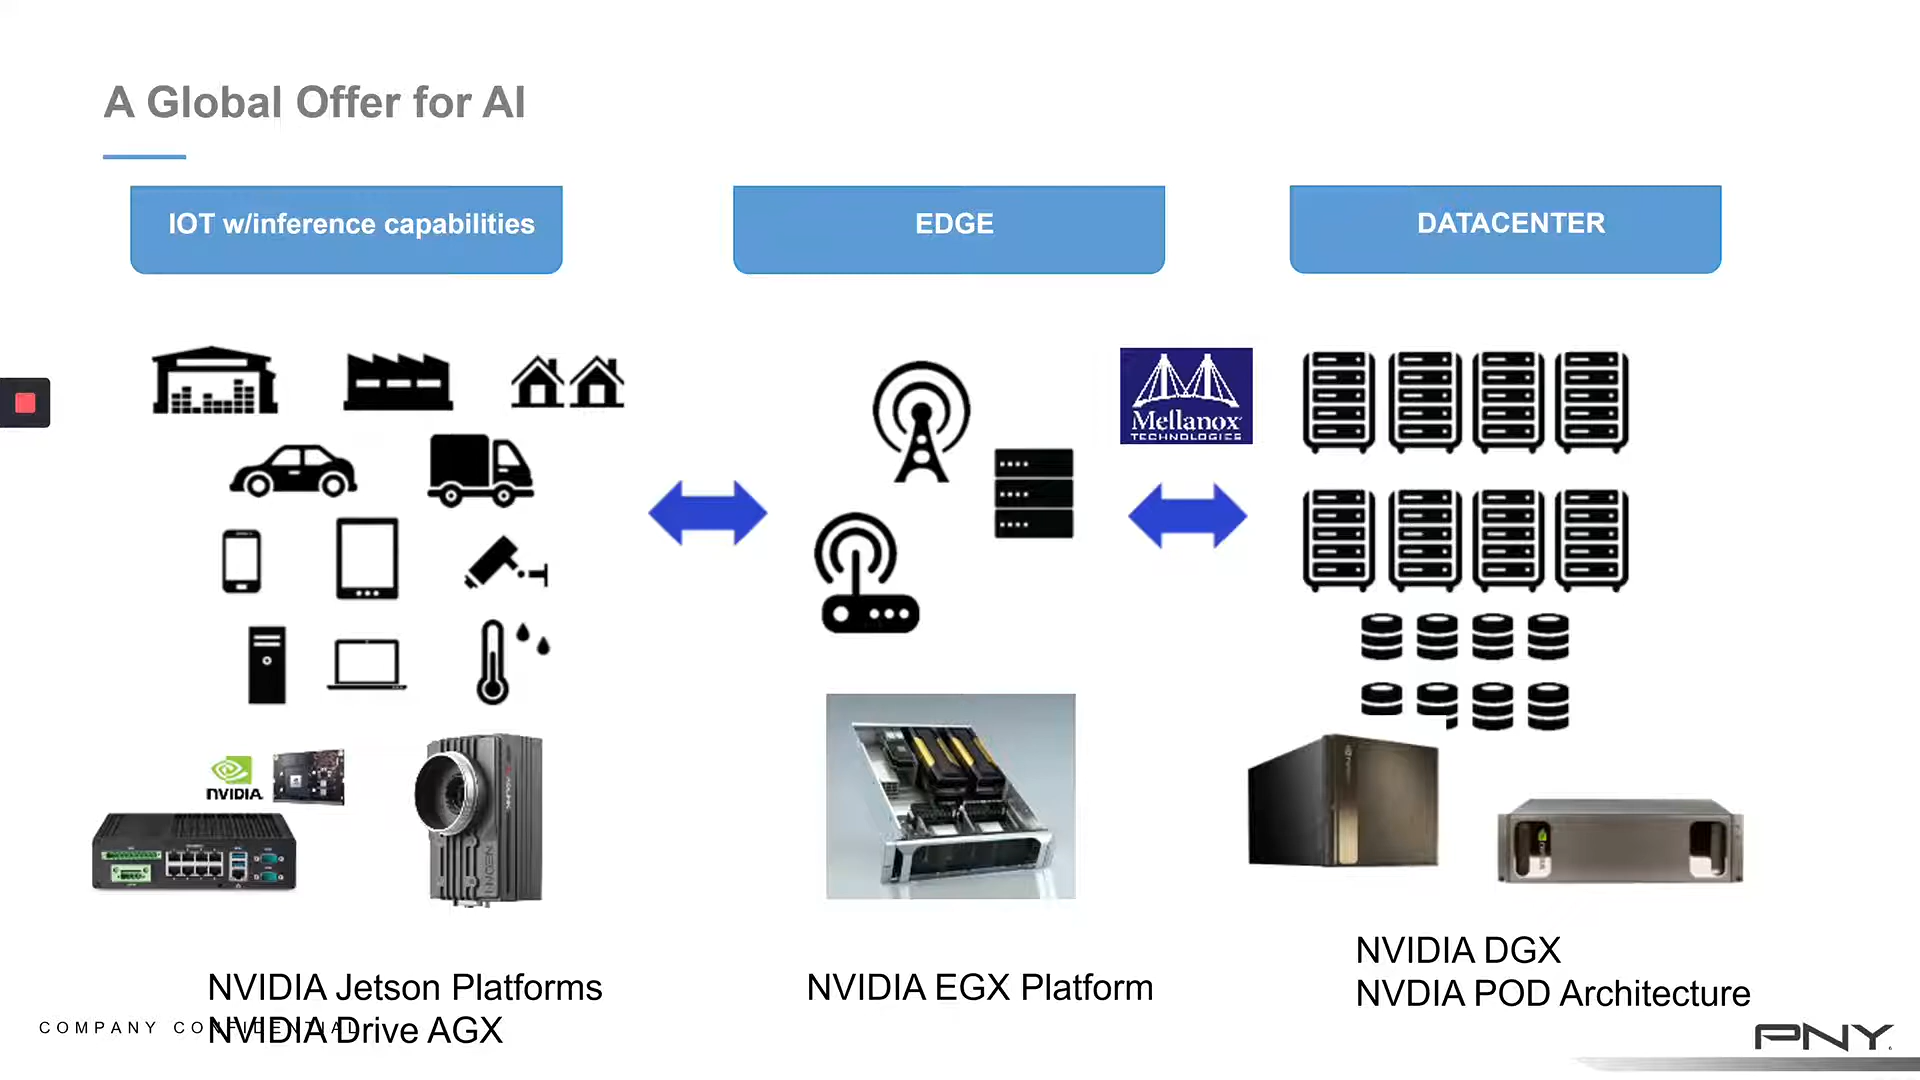 A Global Offer for AI
IOT w/inference capabilities
EDGE
DATACENTER
Mellanox
TECHNOLOGIES
NVIDIA
NVIDIA Jetson Platforms
NVIDIA Drive AGX
NVIDIA EGX Platform
NVIDIA DGX
NVDIA POD Architecture
COMPANY CONFIDENTIAL
PNY